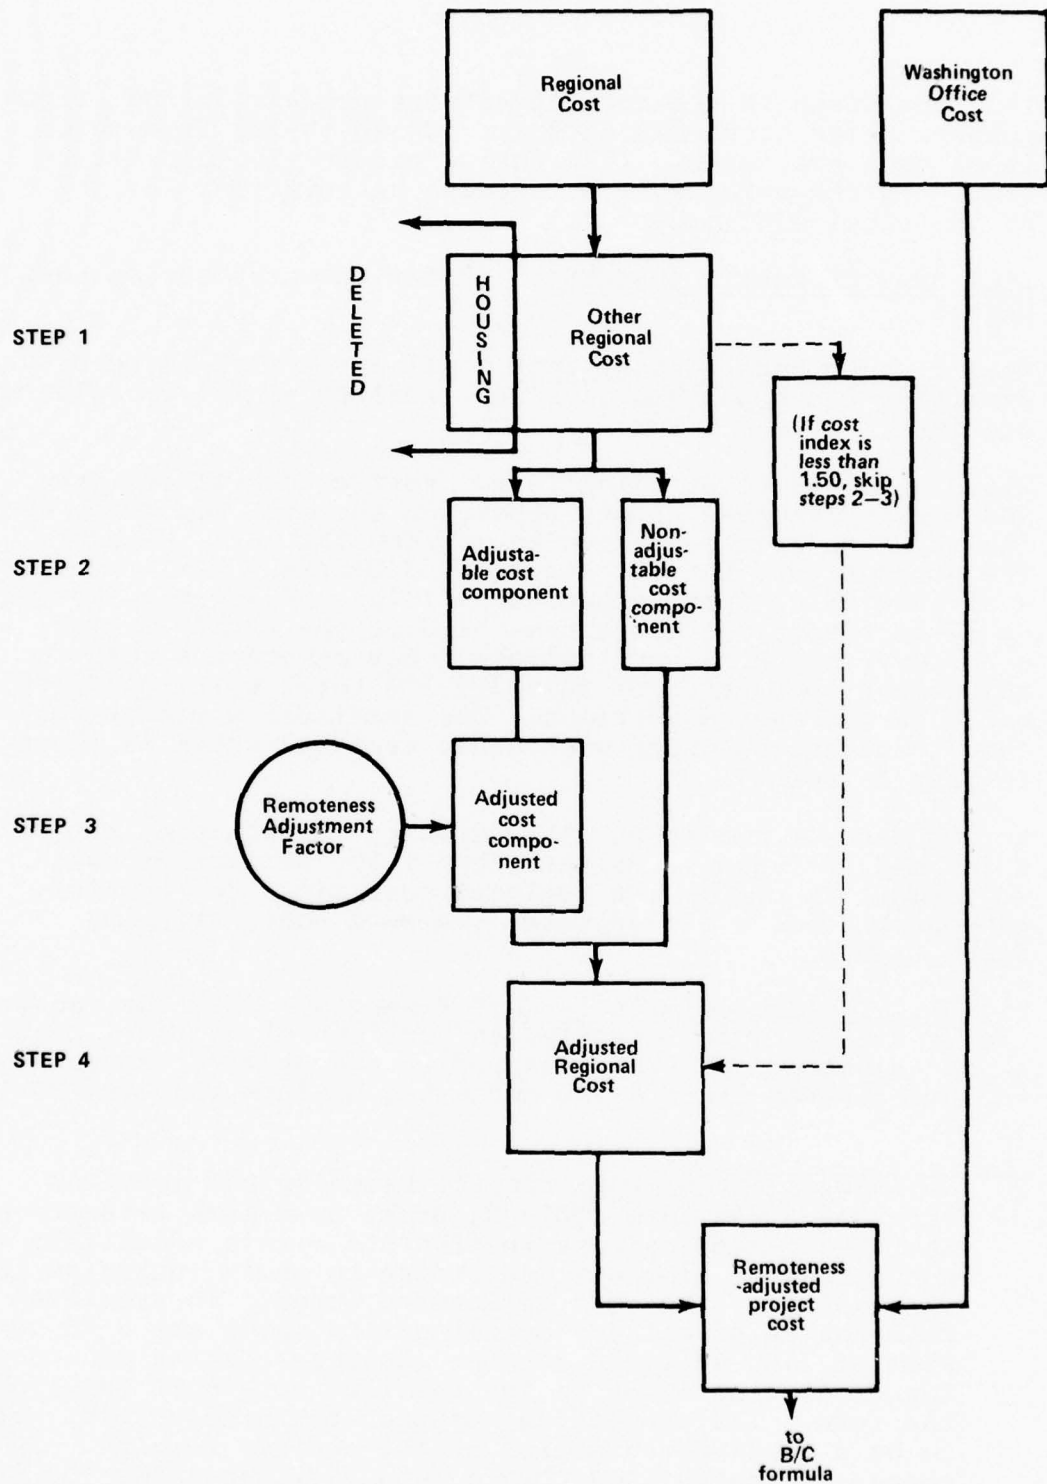 Regional
Cost
Washington
Office
Cost
DELETED
HOUSING
STEP 1
Other
Regional
Cost
(If cost
index is
less than
1.50, skip
steps 2–3)
STEP 2
Adjusta-
ble cost
component
Non-
adjus-
table
cost
compo-
nent
STEP 3
Remoteness
Adjustment
Factor
Adjusted
cost
compo-
nent
STEP 4
Adjusted
Regional
Cost
Remoteness
-adjusted
project
cost
to
B/C
formula